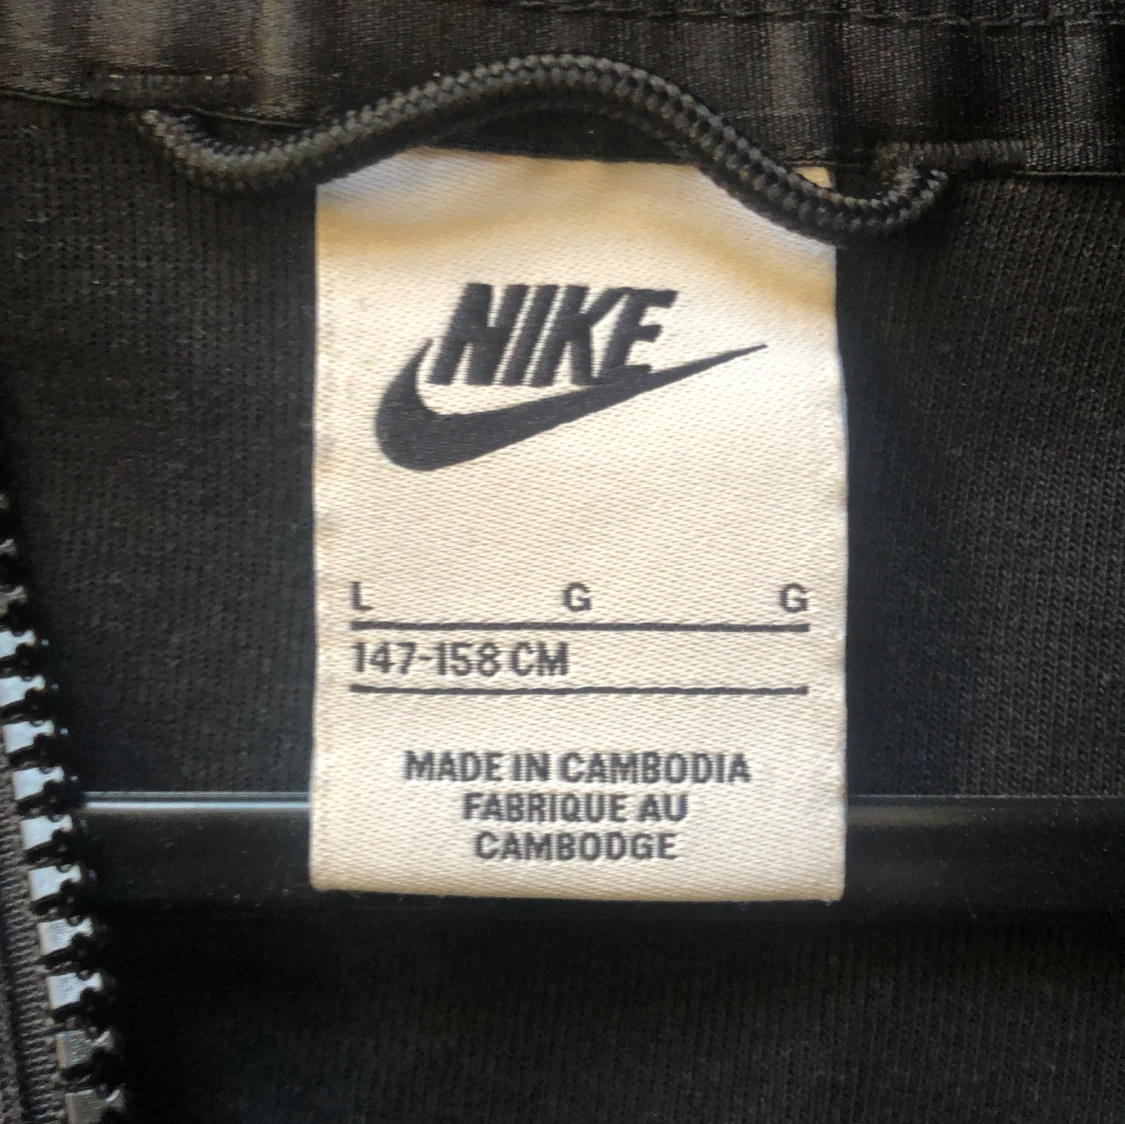 NIKE
L G G
147-158 CM
MADE IN CAMBODIA
FABRIQUE AU
CAMBODGE